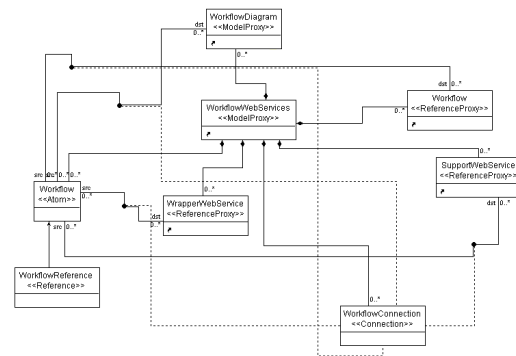 WorkflowDiagram
<<ModelProxy>>
dst
0..*
0..*
dst
0..*
Workflow
<<ReferenceProxy>>
0..*
WorkflowWebServices
<<ModelProxy>>
0..*
SupportWebService
<<ReferenceProxy>>
src
0..*
0..*
Workflow
<<Atom>>
src
0..*
0..*
WrapperWebService
<<ReferenceProxy>>
dst
0..*
dst
0..*
src
0..*
WorkflowReference
<<Reference>>
0..*
WorkflowConnection
<<Connection>>